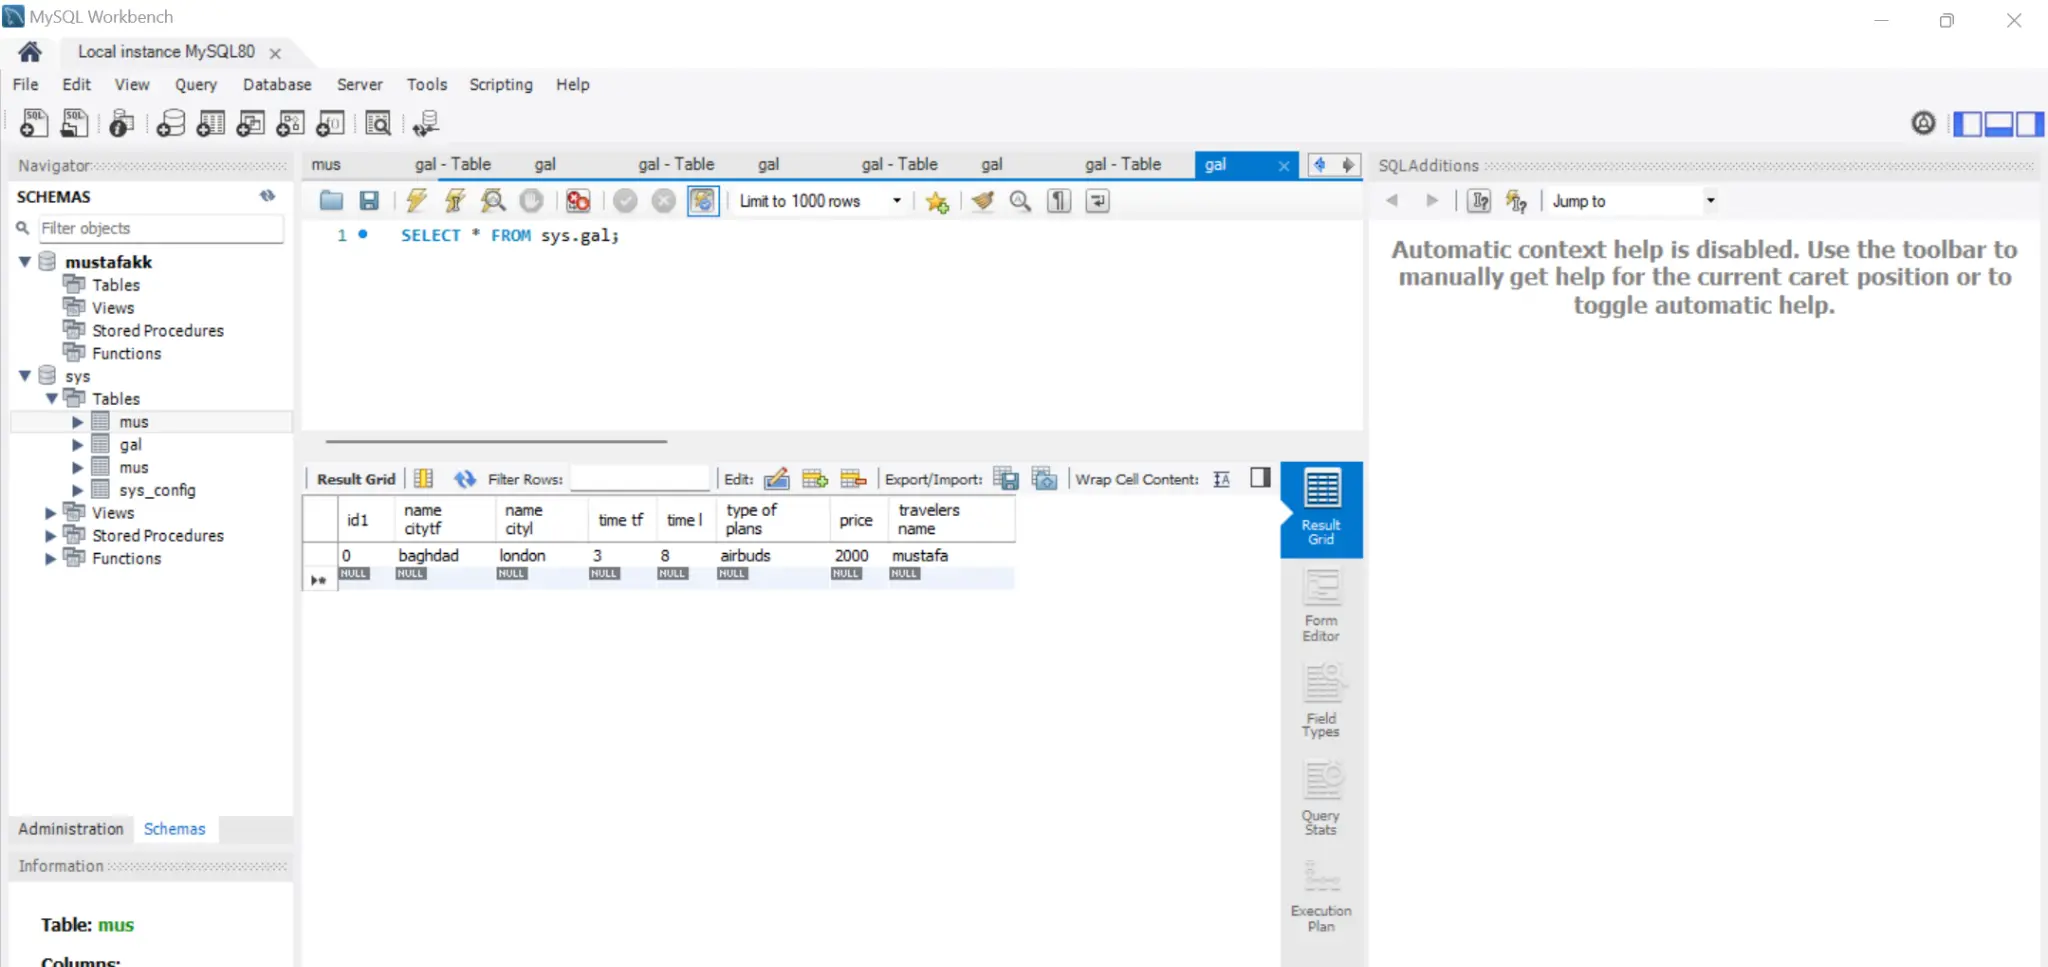 MySQL Workbench
Local instance MySQL80
File Edit View Query Database Server Tools Scripting Help
Navigator
SCHEMAS
Filter objects
mustafakk
Tables
Views
Stored Procedures
Functions
sys
Tables
mus
gal
mus
sys_config
Views
Stored Procedures
Functions
Administration Schemas
Information
Table: mus
Columns:
mus gal - Table gal gal - Table gal gal - Table gal gal - Table gal
Limit to 1000 rows
1 SELECT * FROM sys.gal;
Result Grid Filter Rows: Edit: Export/Import: Wrap Cell Content:
id1 name citytf name cityl time tf time l type of plans price travelers name
0 baghdad london 3 8 airbuds 2000 mustafa
NULL NULL NULL NULL NULL NULL NULL NULL
Result
Grid
Form
Editor
Field
Types
Query
Stats
Execution
Plan
SQLAdditions
Jump to
Automatic context help is disabled. Use the toolbar to
manually get help for the current caret position or to
toggle automatic help.